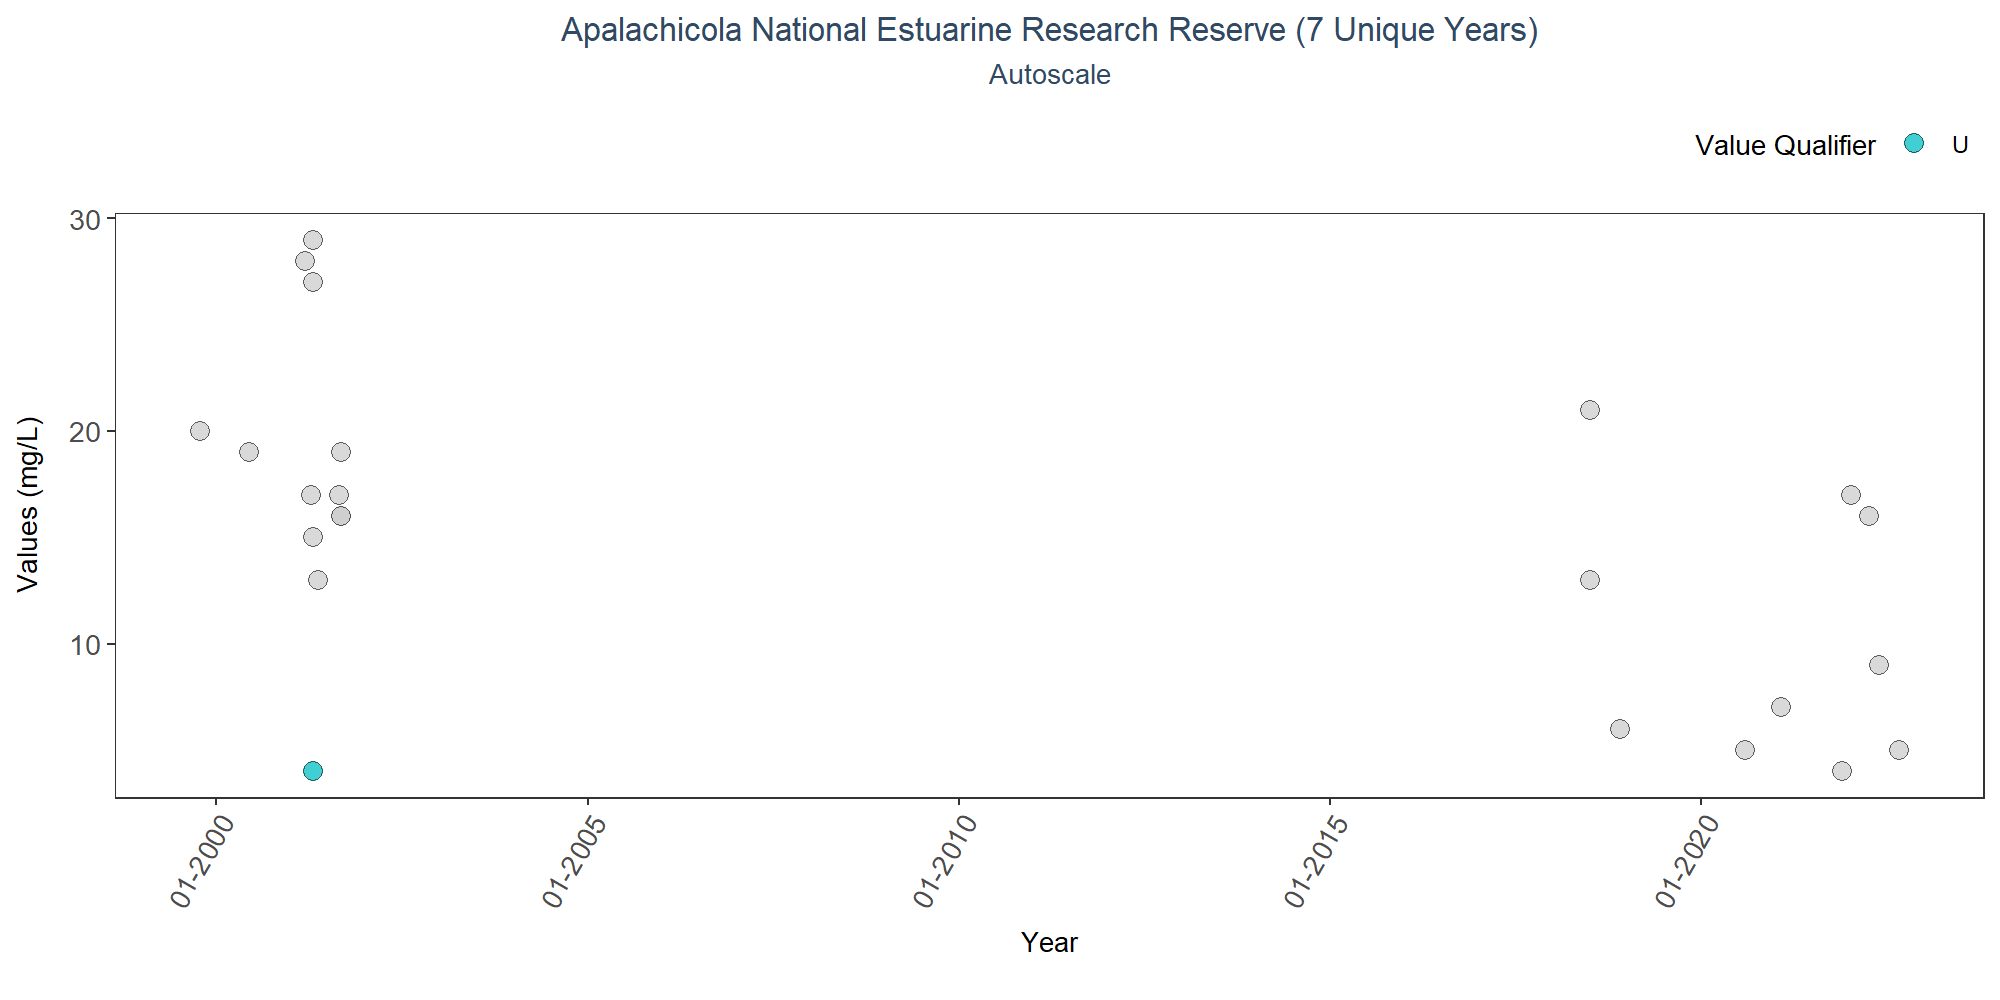 Apalachicola National Estuarine Research Reserve (7 Unique Years)
Autoscale
Value Qualifier U
30
20
10
Values (mg/L)
01-2000
01-2005
01-2010
01-2015
01-2020
Year